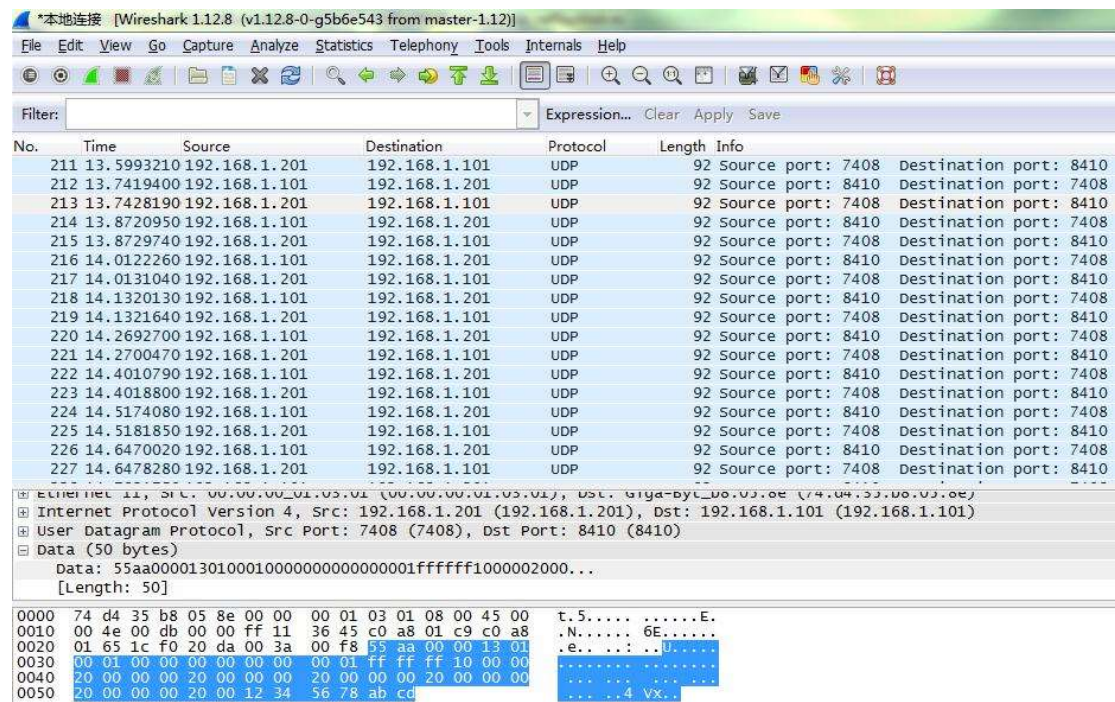 *本地连接 [Wireshark 1.12.8 (v1.12.8-0-g5b6e543 from master-1.12)]
File Edit View Go Capture Analyze Statistics Telephony Tools Internals Help
Filter: Expression... Clear Apply Save
No. Time Source Destination Protocol Length Info
211 13.5993210 192.168.1.201 192.168.1.101 UDP 92 Source port: 7408 Destination port: 8410
212 13.7419400 192.168.1.101 192.168.1.201 UDP 92 Source port: 8410 Destination port: 7408
213 13.7428190 192.168.1.201 192.168.1.101 UDP 92 Source port: 7408 Destination port: 8410
214 13.8720950 192.168.1.101 192.168.1.201 UDP 92 Source port: 8410 Destination port: 7408
215 13.8729740 192.168.1.201 192.168.1.101 UDP 92 Source port: 7408 Destination port: 8410
216 14.0122260 192.168.1.101 192.168.1.201 UDP 92 Source port: 8410 Destination port: 7408
217 14.0131040 192.168.1.201 192.168.1.101 UDP 92 Source port: 7408 Destination port: 8410
218 14.1320130 192.168.1.101 192.168.1.201 UDP 92 Source port: 8410 Destination port: 7408
219 14.1321640 192.168.1.201 192.168.1.101 UDP 92 Source port: 7408 Destination port: 8410
220 14.2692700 192.168.1.101 192.168.1.201 UDP 92 Source port: 8410 Destination port: 7408
221 14.2700470 192.168.1.201 192.168.1.101 UDP 92 Source port: 7408 Destination port: 8410
222 14.4010790 192.168.1.101 192.168.1.201 UDP 92 Source port: 8410 Destination port: 7408
223 14.4018800 192.168.1.201 192.168.1.101 UDP 92 Source port: 7408 Destination port: 8410
224 14.5174080 192.168.1.101 192.168.1.201 UDP 92 Source port: 8410 Destination port: 7408
225 14.5181850 192.168.1.201 192.168.1.101 UDP 92 Source port: 7408 Destination port: 8410
226 14.6470020 192.168.1.101 192.168.1.201 UDP 92 Source port: 8410 Destination port: 7408
227 14.6478280 192.168.1.201 192.168.1.101 UDP 92 Source port: 7408 Destination port: 8410
Ethernet II, Src: 00:00:00_01:03:01 (00:00:00:01:03:01), Dst: Giga-Byt_b8:05:8e (74:d4:35:b8:05:8e)
Internet Protocol Version 4, Src: 192.168.1.201 (192.168.1.201), Dst: 192.168.1.101 (192.168.1.101)
User Datagram Protocol, Src Port: 7408 (7408), Dst Port: 8410 (8410)
Data (50 bytes)
Data: 55aa0000130100010000000000000001ffffff1000002000...
[Length: 50]
0000 74 d4 35 b8 05 8e 00 00 00 01 03 01 08 00 45 00 t.5..... ......E.
0010 00 4e 00 db 00 00 ff 11 36 45 c0 a8 01 c9 c0 a8 .N...... 6E......
0020 01 65 1c f0 20 da 00 3a 00 f8 55 aa 00 00 13 01 .e.. ..: ..U.....
0030 00 01 00 00 00 00 00 00 00 01 ff ff ff 10 00 00 ........ ........
0040 20 00 00 00 20 00 00 00 20 00 00 00 20 00 00 00 ... ... ... ...
0050 20 00 00 00 20 00 12 34 56 78 ab cd ... ..4 Vx..